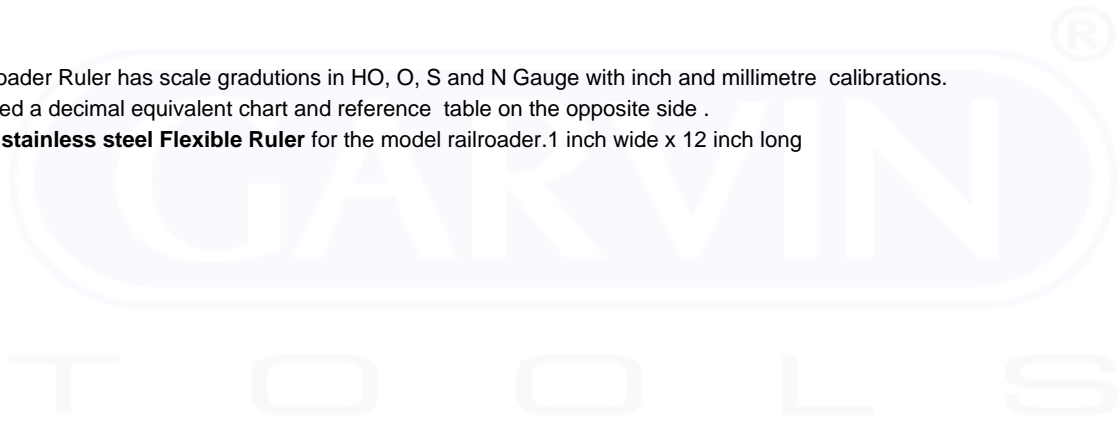 oader Ruler has scale gradutions in HO, O, S and N Gauge with inch and millimetre calibrations.
ed a decimal equivalent chart and reference table on the opposite side .
stainless steel Flexible Ruler for the model railroader.1 inch wide x 12 inch long
GARVIN ®
TOOLS